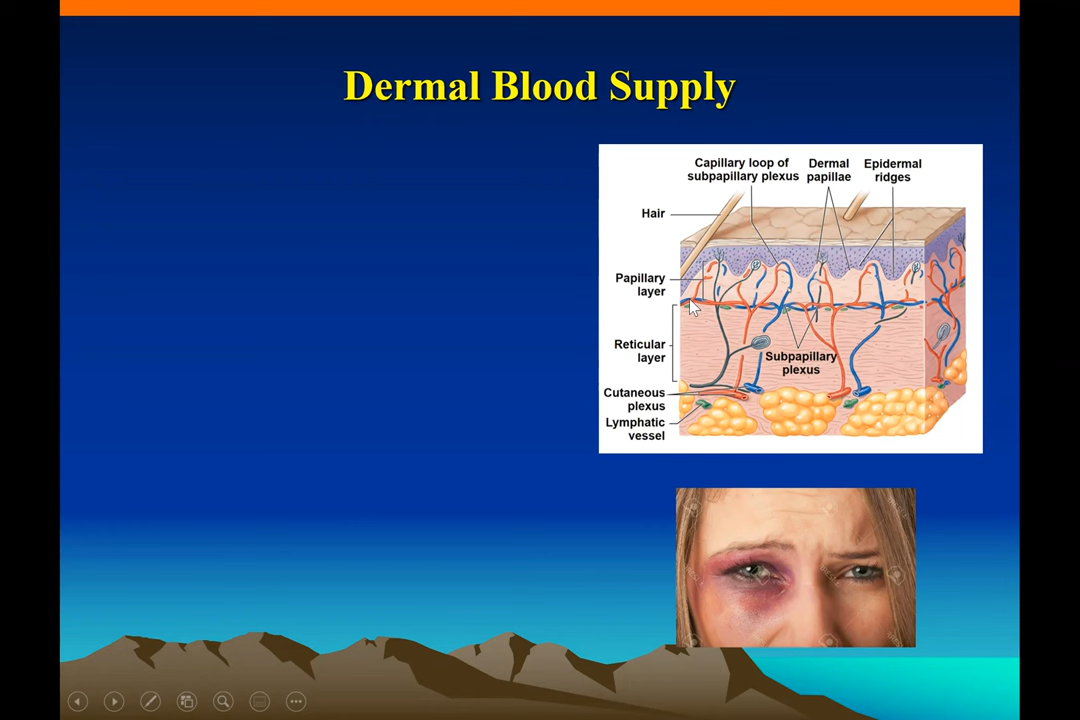 Dermal Blood Supply
Capillary loop of
subpapillary plexus
Dermal
papillae
Epidermal
ridges
Hair
Papillary
layer
Reticular
layer
Subpapillary
plexus
Cutaneous
plexus
Lymphatic
vessel